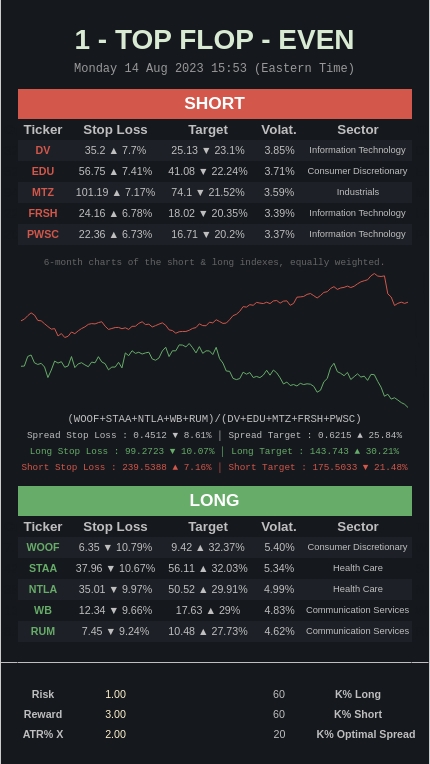 1 - TOP FLOP - EVEN
Monday 14 Aug 2023 15:53 (Eastern Time)
SHORT
Ticker Stop Loss Target Volat. Sector
DV 35.2 ▲ 7.7% 25.13 ▼ 23.1% 3.85% Information Technology
EDU 56.75 ▲ 7.41% 41.08 ▼ 22.24% 3.71% Consumer Discretionary
MTZ 101.19 ▲ 7.17% 74.1 ▼ 21.52% 3.59% Industrials
FRSH 24.16 ▲ 6.78% 18.02 ▼ 20.35% 3.39% Information Technology
PWSC 22.36 ▲ 6.73% 16.71 ▼ 20.2% 3.37% Information Technology
6-month charts of the short & long indexes, equally weighted.
(WOOF+STAA+NTLA+WB+RUM)/(DV+EDU+MTZ+FRSH+PWSC)
Spread Stop Loss : 0.4512 ▼ 8.61% | Spread Target : 0.6215 ▲ 25.84%
Long Stop Loss : 99.2723 ▼ 10.07% | Long Target : 143.743 ▲ 30.21%
Short Stop Loss : 239.5388 ▲ 7.16% | Short Target : 175.5033 ▼ 21.48%
LONG
Ticker Stop Loss Target Volat. Sector
WOOF 6.35 ▼ 10.79% 9.42 ▲ 32.37% 5.40% Consumer Discretionary
STAA 37.96 ▼ 10.67% 56.11 ▲ 32.03% 5.34% Health Care
NTLA 35.01 ▼ 9.97% 50.52 ▲ 29.91% 4.99% Health Care
WB 12.34 ▼ 9.66% 17.63 ▲ 29% 4.83% Communication Services
RUM 7.45 ▼ 9.24% 10.48 ▲ 27.73% 4.62% Communication Services
Risk 1.00 60 K% Long
Reward 3.00 60 K% Short
ATR% X 2.00 20 K% Optimal Spread